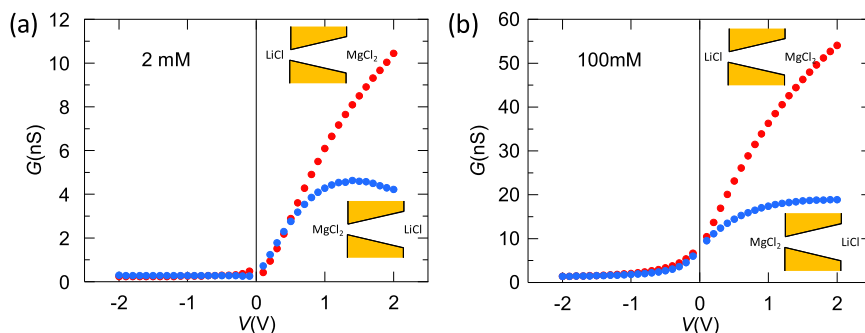 (a)
12
10
8
6
4
2
0
G(nS)
-2
-1
0
1
2
V(V)
2 mM
LiCl
MgCl₂
MgCl₂
LiCl
(b)
60
50
40
30
20
10
0
G(nS)
-2
-1
0
1
2
V(V)
100mM
LiCl
MgCl₂
MgCl₂
LiCl